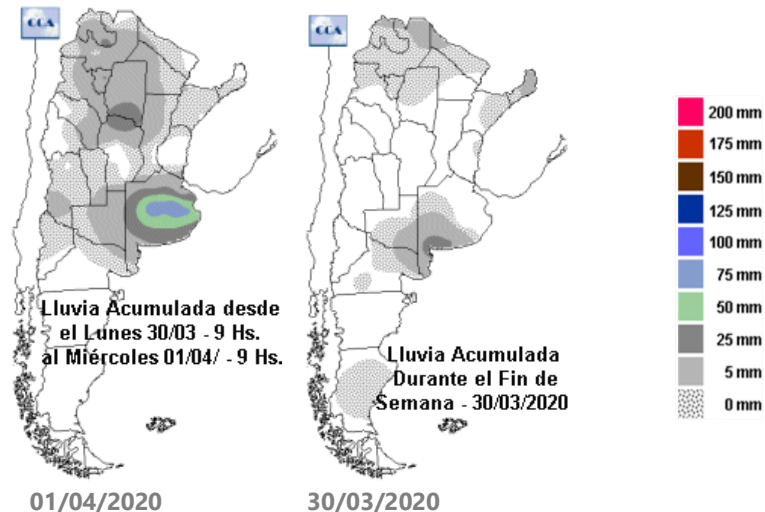 CCA
CCA
Lluvia Acumulada desde
el Lunes 30/03 - 9 Hs.
al Miércoles 01/04/ - 9 Hs.
Lluvia Acumulada
Durante el Fin de
Semana - 30/03/2020
200 mm
175 mm
150 mm
125 mm
100 mm
75 mm
50 mm
25 mm
5 mm
0 mm
01/04/2020
30/03/2020